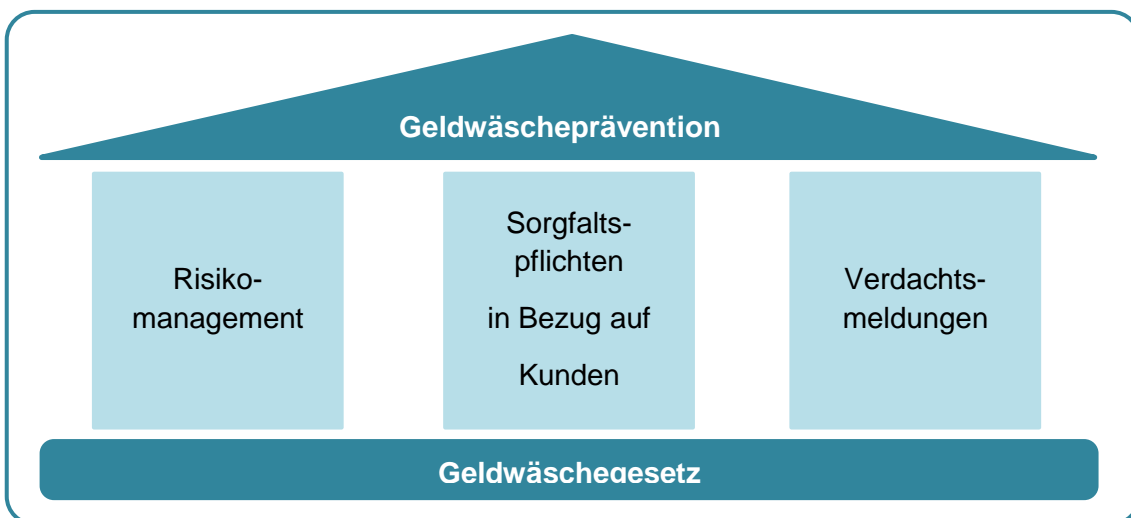 Geldwäscheprävention
Risiko-
management
Sorgfalts-
pflichten
in Bezug auf
Kunden
Verdachts-
meldungen
Geldwäschegesetz